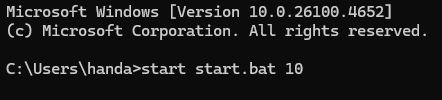 Microsoft Windows [Version 10.0.26100.4652]
(c) Microsoft Corporation. All rights reserved.
C:\Users\handa>start start.bat 10